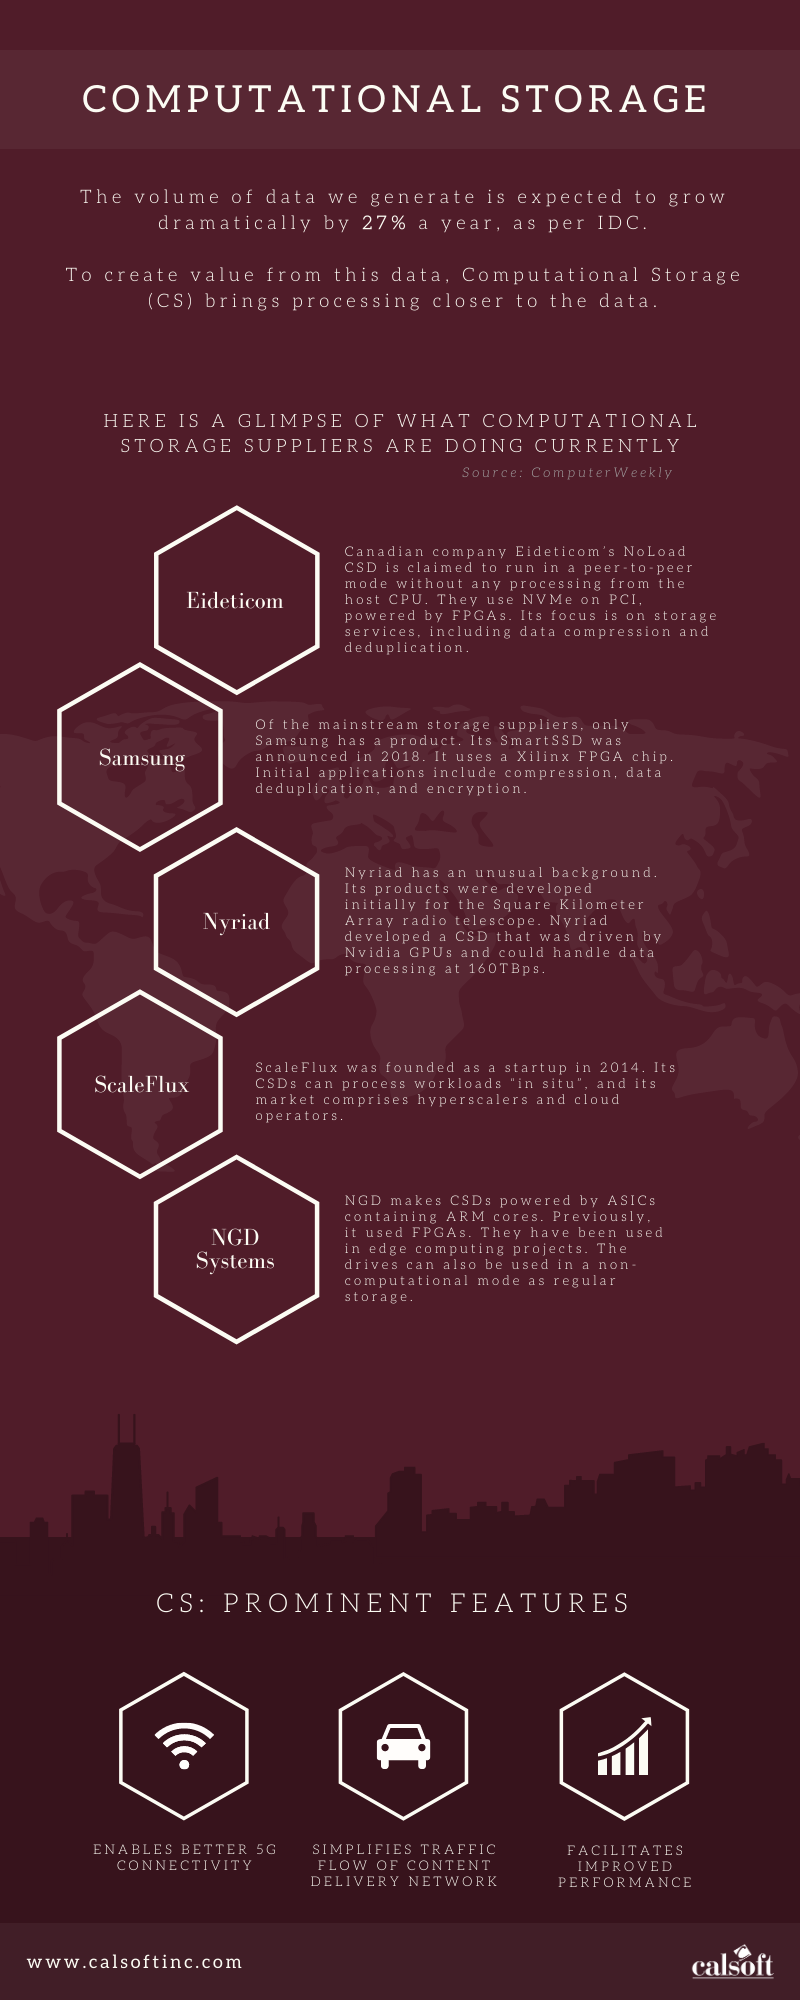 COMPUTATIONAL STORAGE
The volume of data we generate is expected to grow
dramatically by 27% a year, as per IDC.
To create value from this data, Computational Storage
(CS) brings processing closer to the data.
HERE IS A GLIMPSE OF WHAT COMPUTATIONAL
STORAGE SUPPLIERS ARE DOING CURRENTLY
Source: ComputerWeekly
Eideticom
Canadian company Eideticom's NoLoad
CSD is claimed to run in a peer-to-peer
mode without any processing from the
host CPU. They use NVMe on PCI,
powered by FPGAs. Its focus is on storage
services, including data compression and
deduplication.
Samsung
Of the mainstream storage suppliers, only
Samsung has a product. Its SmartSSD was
announced in 2018. It uses a Xilinx FPGA chip.
Initial applications include compression, data
deduplication, and encryption.
Nyriad
Nyriad has an unusual background.
Its products were developed
initially for the Square Kilometer
Array radio telescope. Nyriad
developed a CSD that was driven by
Nvidia GPUs and could handle data
processing at 160TBps.
ScaleFlux
ScaleFlux was founded as a startup in 2014. Its
CSDs can process workloads "in situ", and its
market comprises hyperscalers and cloud
operators.
NGD
Systems
NGD makes CSDs powered by ASICs
containing ARM cores. Previously,
it used FPGAs. They have been used
in edge computing projects. The
drives can also be used in a non-
computational mode as regular
storage.
CS: PROMINENT FEATURES
ENABLES BETTER 5G
CONNECTIVITY
SIMPLIFIES TRAFFIC
FLOW OF CONTENT
DELIVERY NETWORK
FACILITATES
IMPROVED
PERFORMANCE
www.calsoftinc.com
calsoft